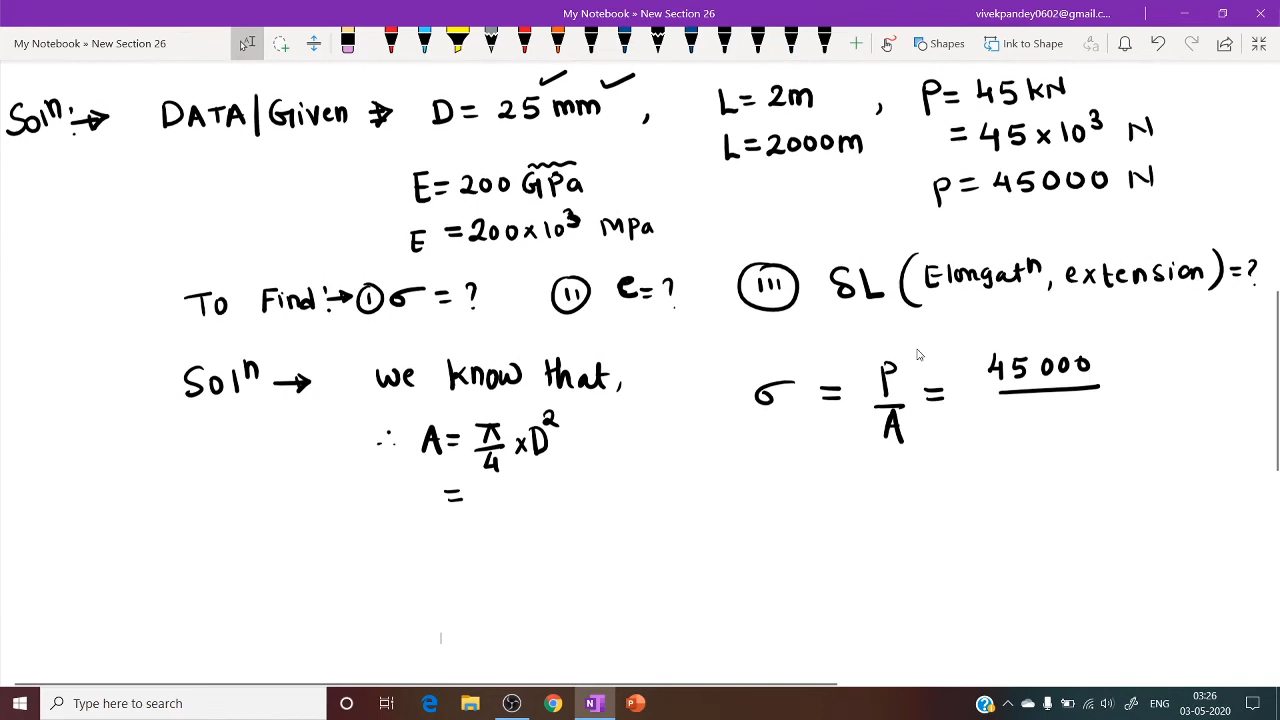 My Notebook » New Section 26
vivekpandey0602@gmail.c...
My Notebook » New Section 26
Shapes
Ink to Shape
Solⁿ:→ DATA/Given → D = 25 mm , L = 2m , P = 45 kN
L = 2000m = 45 × 10³ N
E = 200 GPa P = 45000 N
E = 200 × 10³ MPa
To Find:→ (i) σ = ? (ii) e = ? (iii) δL (Elongatⁿ, extension) = ?
Solⁿ → we know that, σ = P/A = 45000
∴ A = π/4 × D²
=
Type here to search
ENG
03:26
03-05-2020